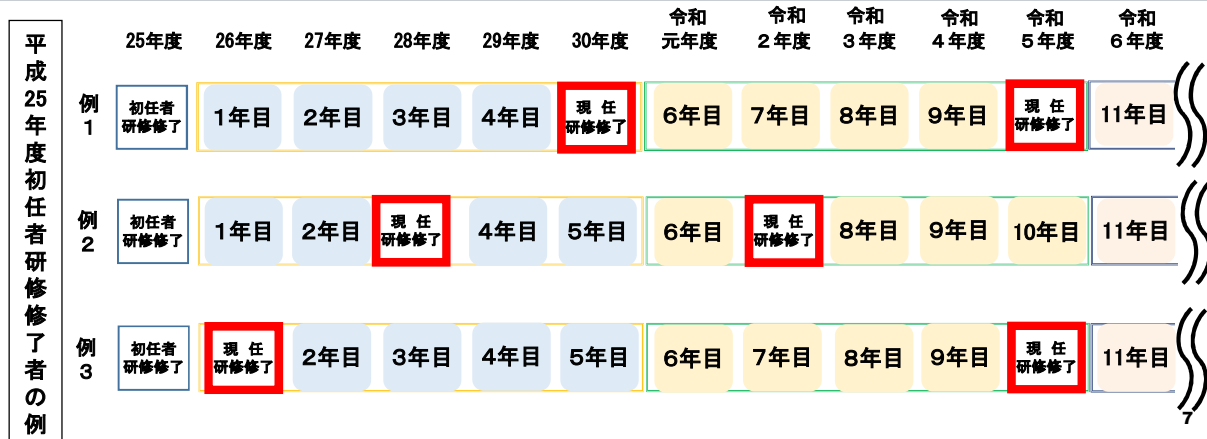 平成25年度初任者研修修了者の例
25年度 26年度 27年度 28年度 29年度 30年度 令和元年度 令和２年度 令和３年度 令和４年度 令和５年度 令和６年度
例1
初任者
研修修了
1年目 2年目 3年目 4年目
現 任
研修修了
6年目 7年目 8年目 9年目
現 任
研修修了
11年目
例2
初任者
研修修了
1年目 2年目
現 任
研修修了
4年目 5年目 6年目
現 任
研修修了
8年目 9年目 10年目 11年目
例3
初任者
研修修了
現 任
研修修了
2年目 3年目 4年目 5年目 6年目 7年目 8年目 9年目
現 任
研修修了
11年目
7